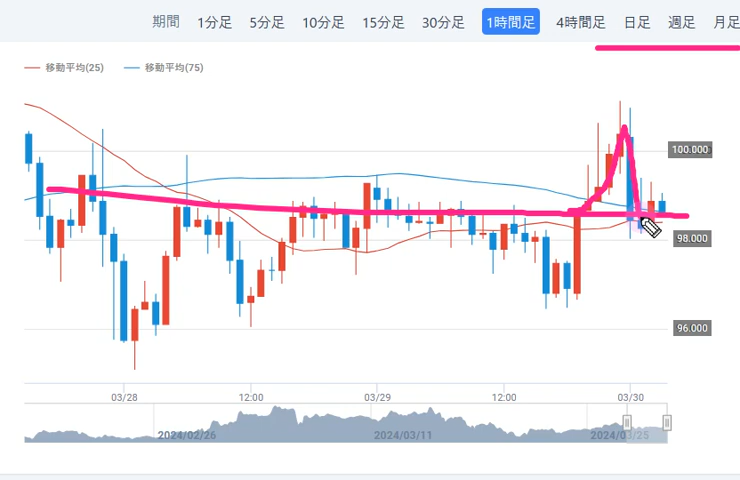 期間 1分足 5分足 10分足 15分足 30分足 1時間足 4時間足 日足 週足 月足
移動平均(25) 移動平均(75)
100.000
98.000
96.000
03/28 12:00 03/29 12:00 03/30
2024/02/26 2024/03/11 2024/03/25